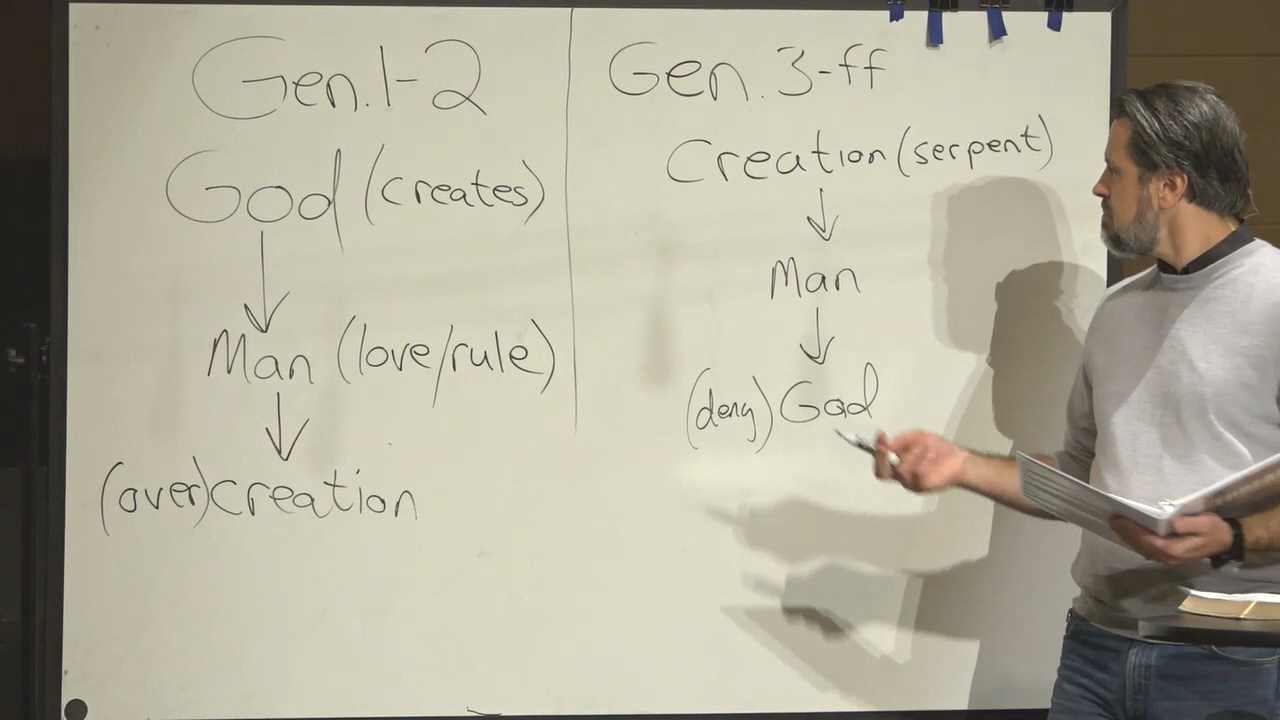 Gen. 1-2
God (creates)
Man (love/rule)
(over) creation
Gen. 3-ff
Creation (serpent)
Man
(deny) God